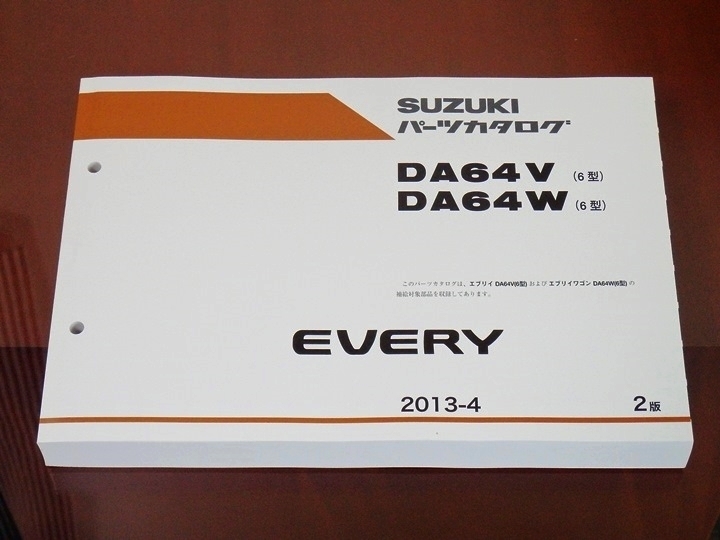 SUZUKI
パーツカタログ
DA64V (6型)
DA64W (6型)
このパーツカタログは、エブリイ DA64V(6型) および エブリイワゴン DA64W(6型) の
補給対象部品を収録してあります。
EVERY
2013-4 2版